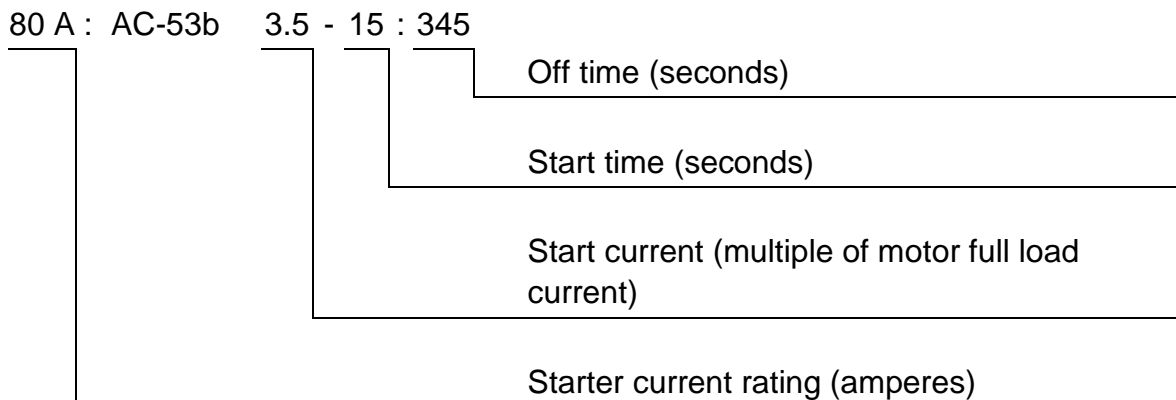 80 A : AC-53b 3.5 - 15 : 345
Off time (seconds)
Start time (seconds)
Start current (multiple of motor full load
current)
Starter current rating (amperes)